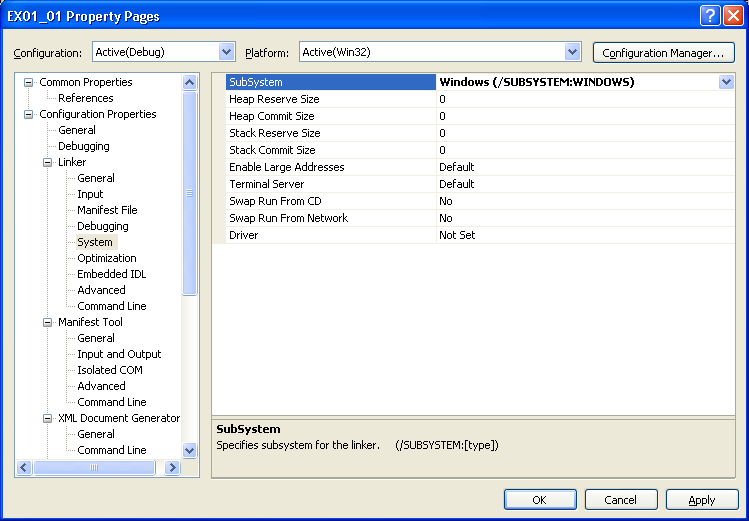 EX01_01 Property Pages
Configuration: Active(Debug) Platform: Active(Win32) Configuration Manager...
Common Properties
References
Configuration Properties
General
Debugging
Linker
General
Input
Manifest File
Debugging
System
Optimization
Embedded IDL
Advanced
Command Line
Manifest Tool
General
Input and Output
Isolated COM
Advanced
Command Line
XML Document Generator
General
Command Line
SubSystem Windows (/SUBSYSTEM:WINDOWS)
Heap Reserve Size 0
Heap Commit Size 0
Stack Reserve Size 0
Stack Commit Size 0
Enable Large Addresses Default
Terminal Server Default
Swap Run From CD No
Swap Run From Network No
Driver Not Set
SubSystem
Specifies subsystem for the linker. (/SUBSYSTEM:[type])
OK Cancel Apply